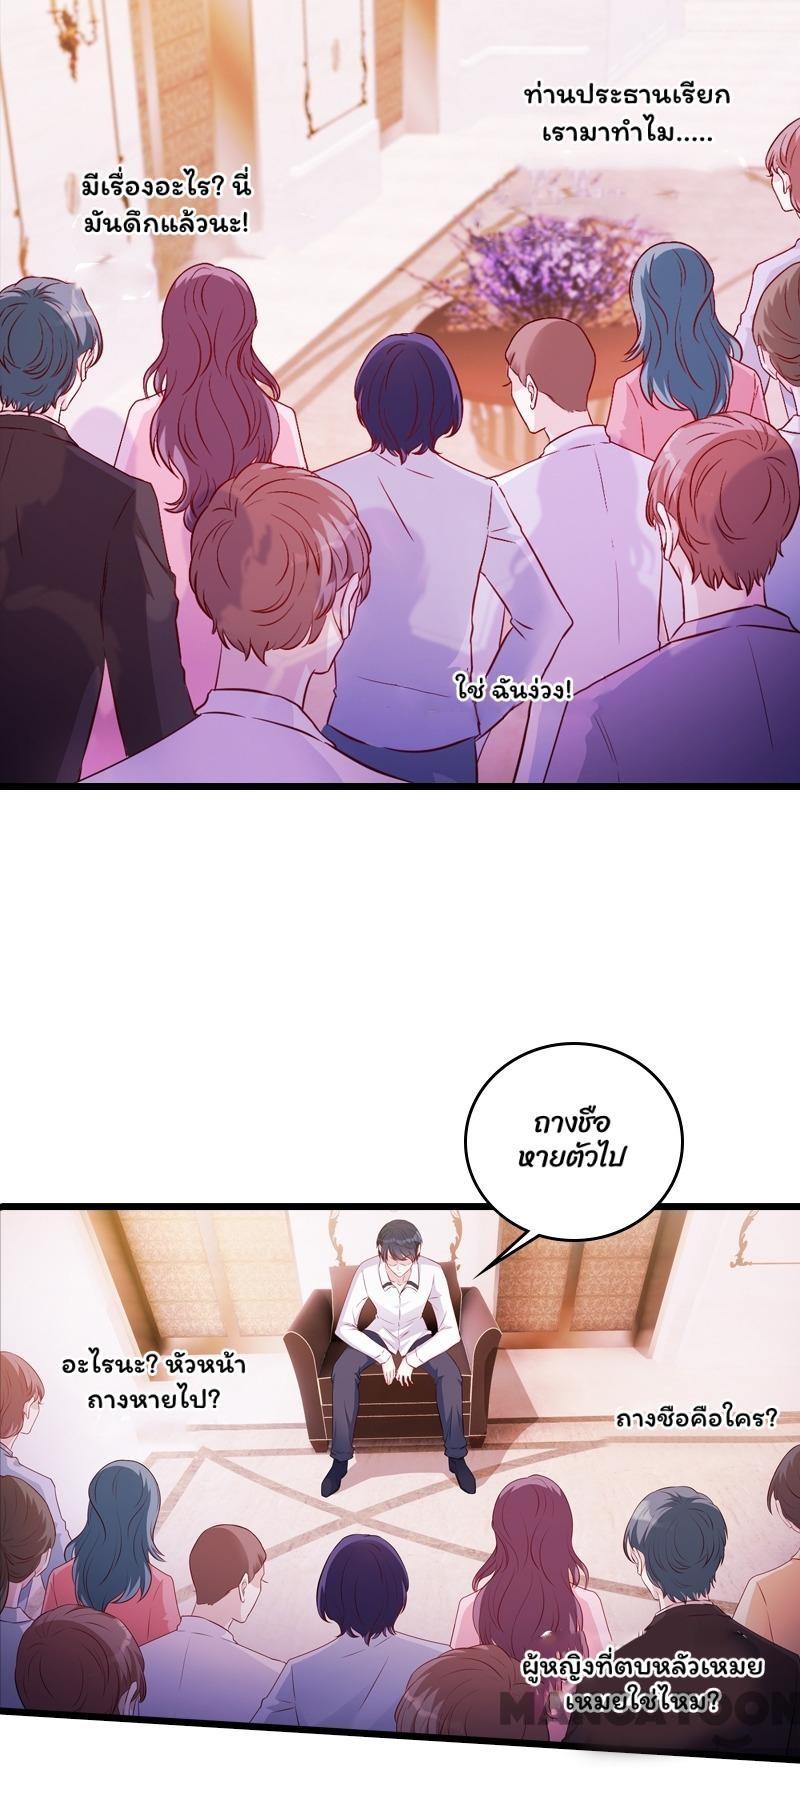 ท่านประธานเรียก
เรามาทำไม.....
มีเรื่องอะไร? นี่
มันดึกแล้วนะ!
ใช่ ฉันง่วง!
ถางซือ
หายตัวไป
อะไรนะ? หัวหน้า
ถางหายไป?
ถางซือคือใคร?
ผู้หญิงที่ตบหลัวเหมย
เหมยใช่ไหม?
MANGATOON